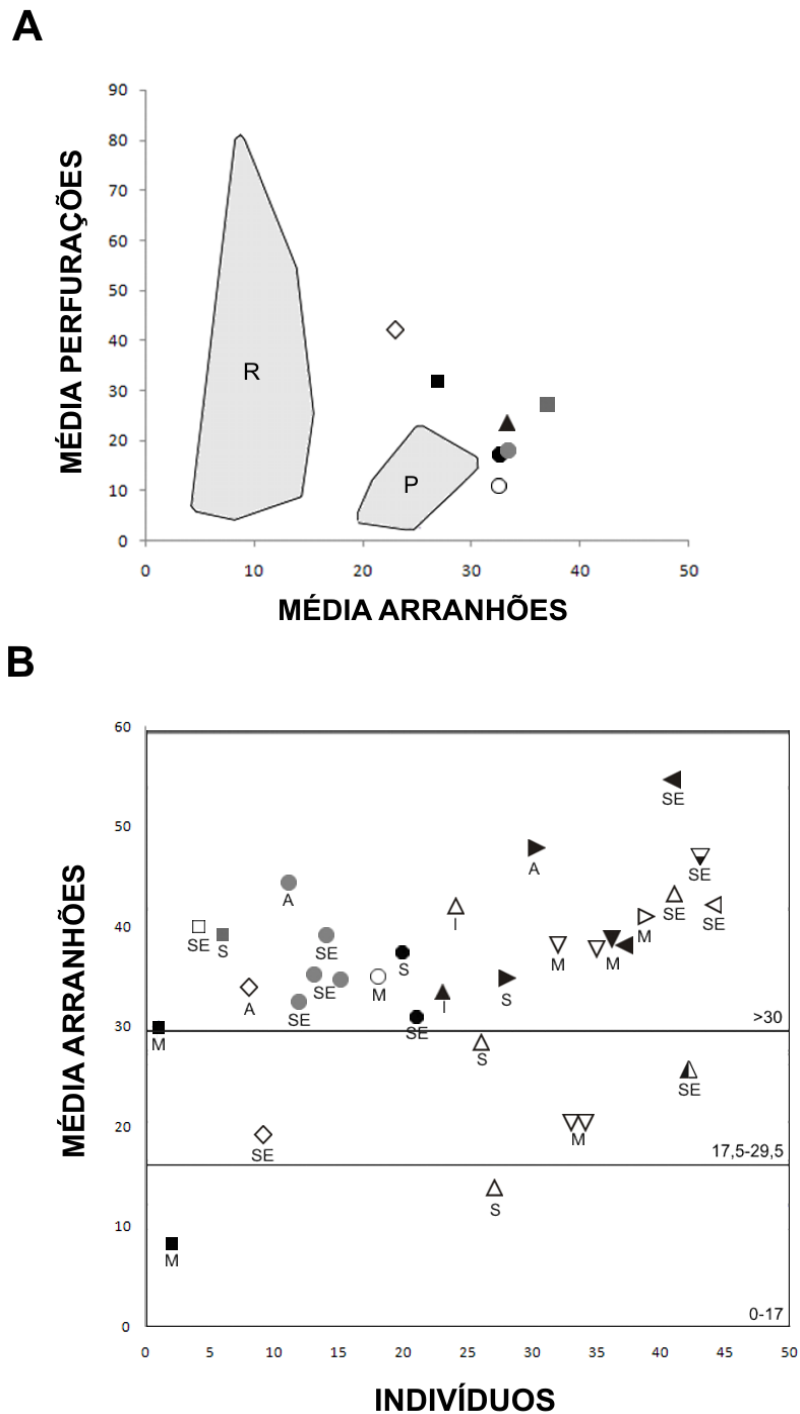 A
90
80
70
60
50
40
30
20
10
0
MÉDIA PERFURAÇÕES
R
P
0 10 20 30 40 50
MÉDIA ARRANHÕES
B
60
50
40
30
20
10
0
MÉDIA ARRANHÕES
SE
A
SE
A
I
SE
M
SE
SE
SE S
SE
S
M
M
A
M
SE
SE
M
I
S
M
SE
>30
S
SE
SE
M
17,5-29,5
S
M
0-17
0 5 10 15 20 25 30 35 40 45 50
INDIVÍDUOS